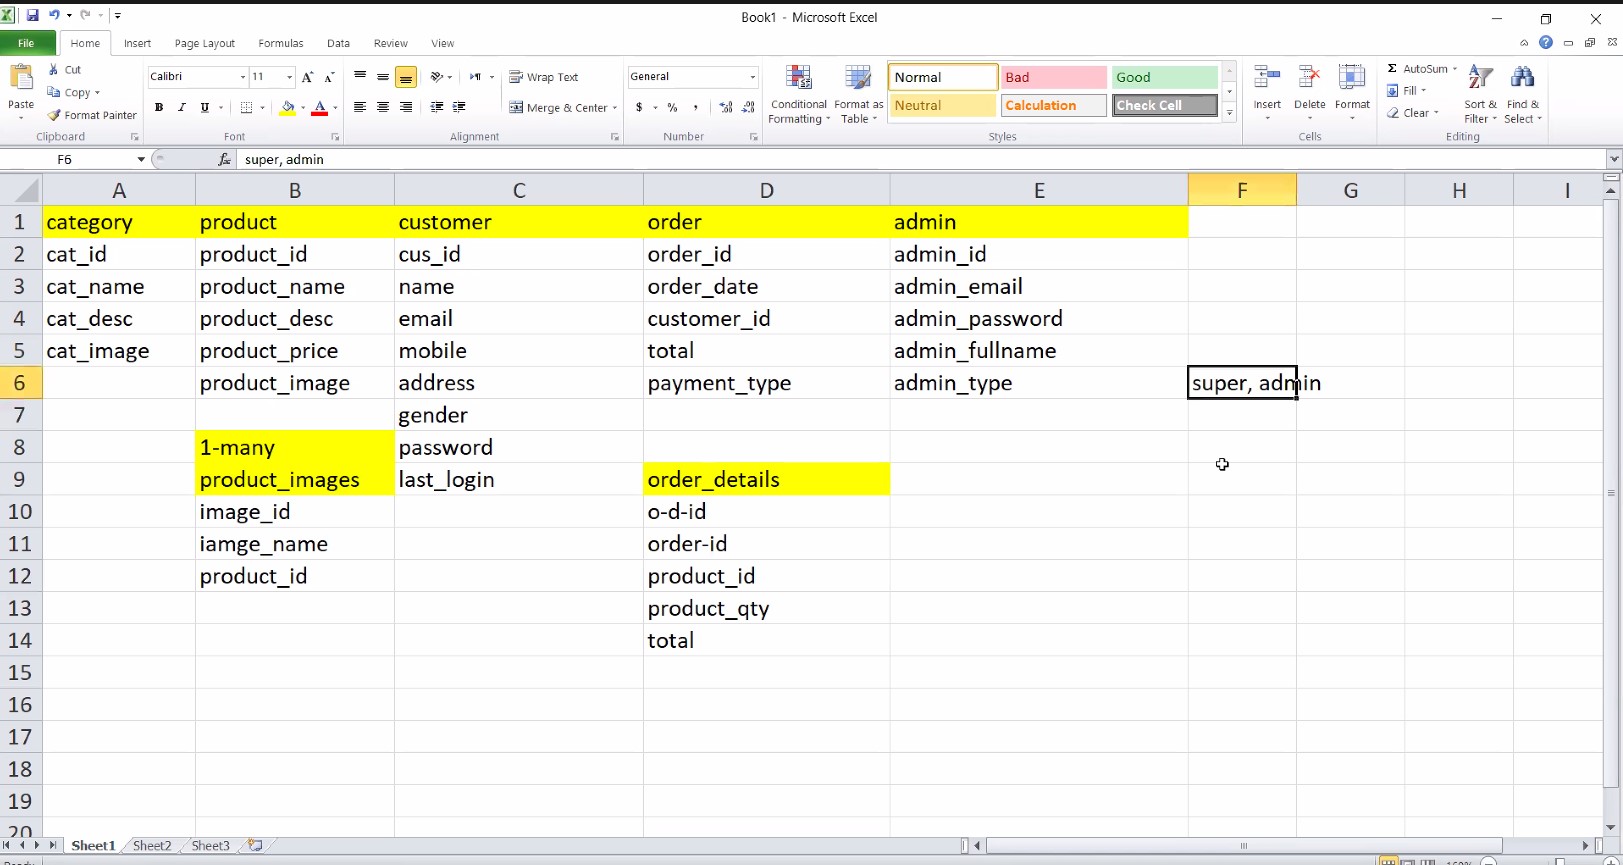 Book1 - Microsoft Excel
File Home Insert Page Layout Formulas Data Review View
Paste
Cut
Copy
Format Painter
Clipboard
Calibri 11
B I U A
Font
Wrap Text
Merge & Center
Alignment
General
$ % ,
Number
Conditional Formatting
Format as Table
Normal Bad Good
Neutral Calculation Check Cell
Styles
Insert Delete Format
Cells
Σ AutoSum
Fill
Clear
Sort & Filter
Find & Select
Editing
F6 fx super, admin
A B C D E F G H I
1 category product customer order admin
2 cat_id product_id cus_id order_id admin_id
3 cat_name product_name name order_date admin_email
4 cat_desc product_desc email customer_id admin_password
5 cat_image product_price mobile total admin_fullname
6 product_image address payment_type admin_type super, admin
7 gender
8 1-many password
9 product_images last_login order_details
10 image_id o-d-id
11 iamge_name order-id
12 product_id product_id
13 product_qty
14 total
15
16
17
18
19
20
Sheet1 Sheet2 Sheet3